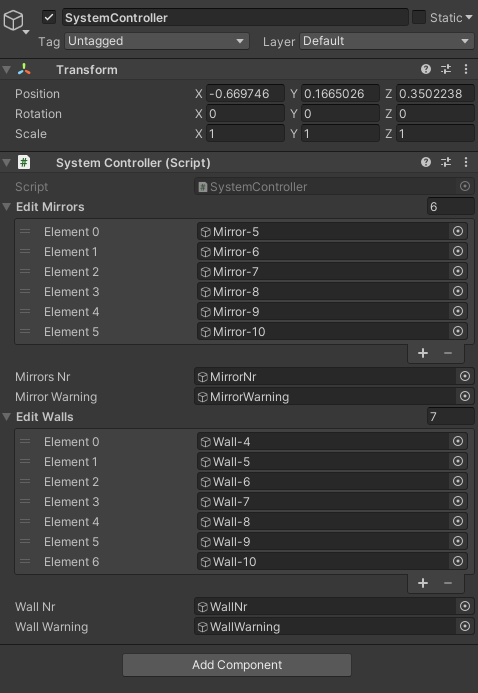 SystemController Static
Tag Untagged Layer Default
Transform
Position X -0.669746 Y 0.1665026 Z 0.3502238
Rotation X 0 Y 0 Z 0
Scale X 1 Y 1 Z 1
# System Controller (Script)
Script # SystemController
Edit Mirrors 6
Element 0 Mirror-5
Element 1 Mirror-6
Element 2 Mirror-7
Element 3 Mirror-8
Element 4 Mirror-9
Element 5 Mirror-10
+ −
Mirrors Nr MirrorNr
Mirror Warning MirrorWarning
Edit Walls 7
Element 0 Wall-4
Element 1 Wall-5
Element 2 Wall-6
Element 3 Wall-7
Element 4 Wall-8
Element 5 Wall-9
Element 6 Wall-10
+ −
Wall Nr WallNr
Wall Warning WallWarning
Add Component